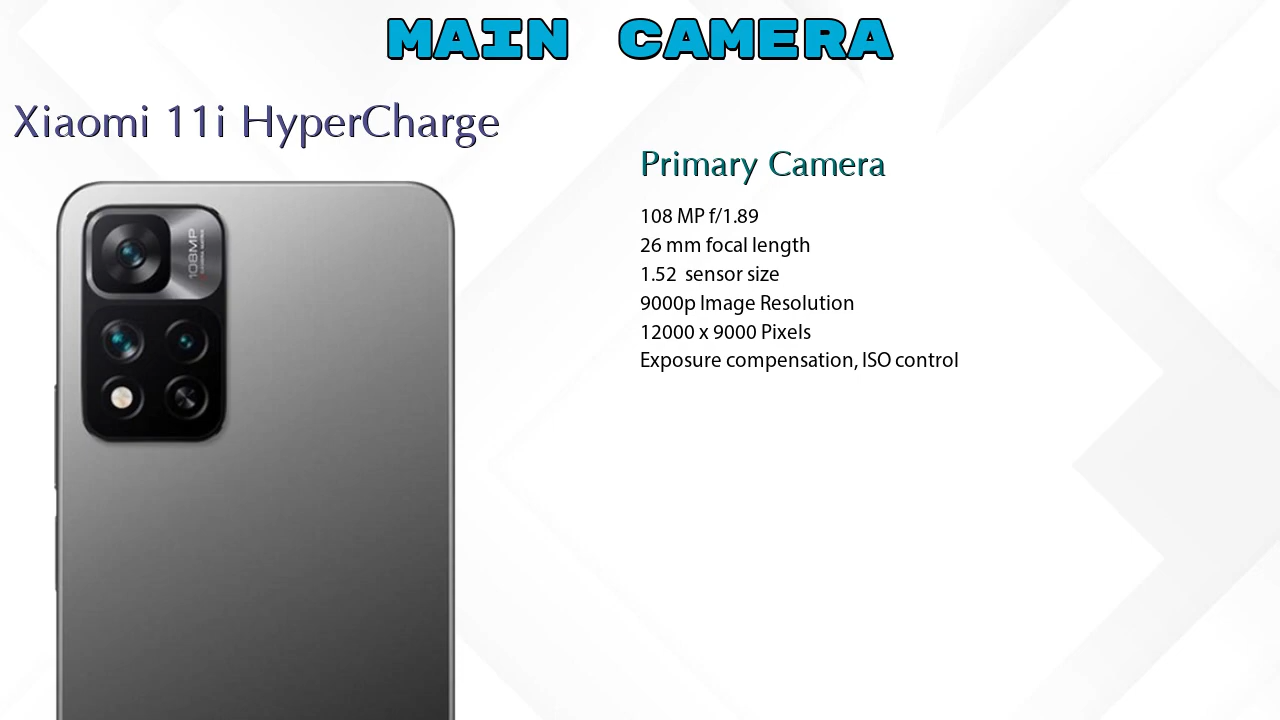 MAIN CAMERA
Xiaomi 11i HyperCharge
Primary Camera
108 MP f/1.89
26 mm focal length
1.52  sensor size
9000p Image Resolution
12000 x 9000 Pixels
Exposure compensation, ISO control
108MP